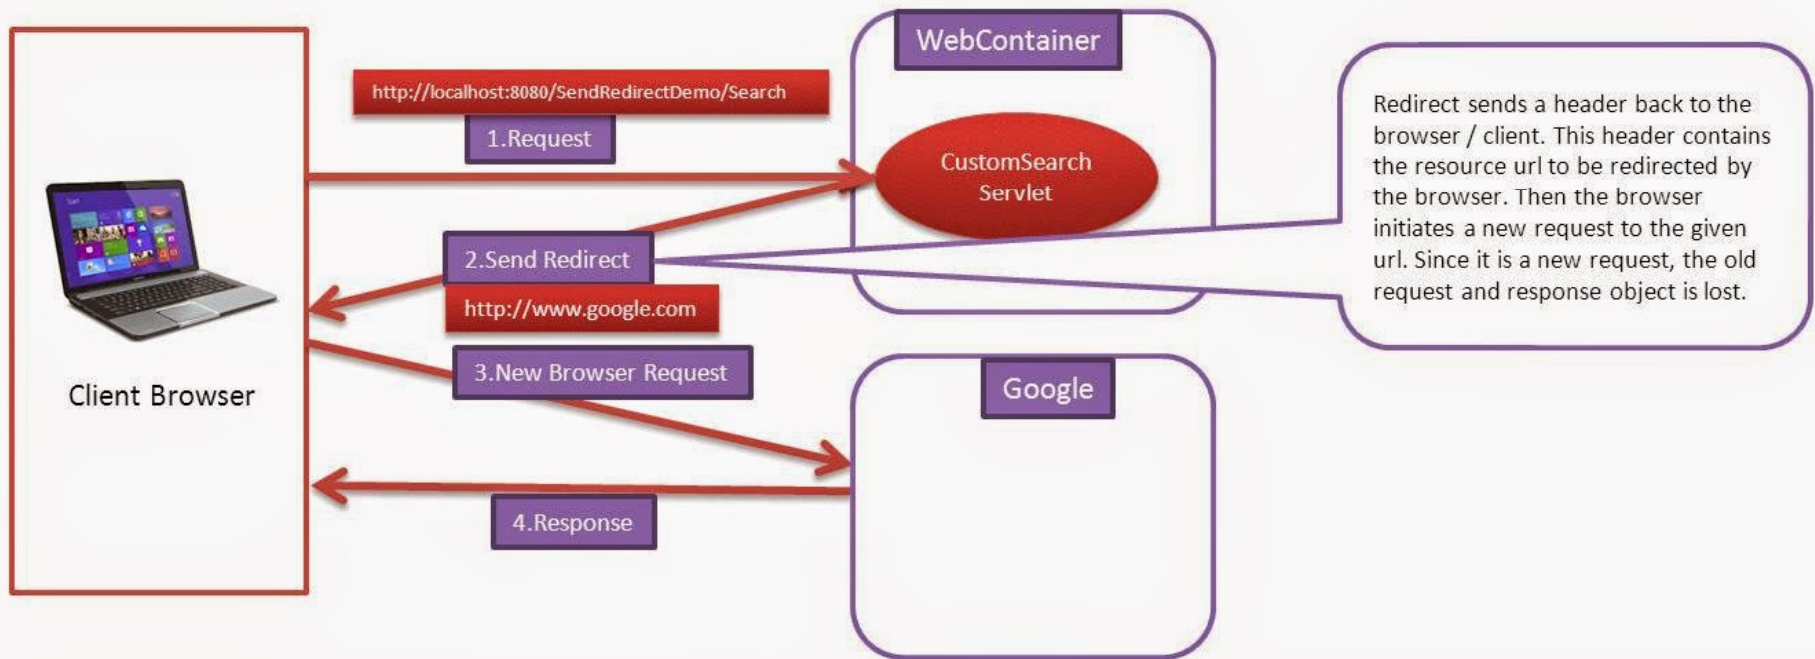 WebContainer
http://localhost:8080/SendRedirectDemo/Search
1.Request
CustomSearch
Servlet
Redirect sends a header back to the
browser / client. This header contains
the resource url to be redirected by
the browser. Then the browser
initiates a new request to the given
url. Since it is a new request, the old
request and response object is lost.
2.Send Redirect
http://www.google.com
3.New Browser Request
Client Browser
Google
4.Response